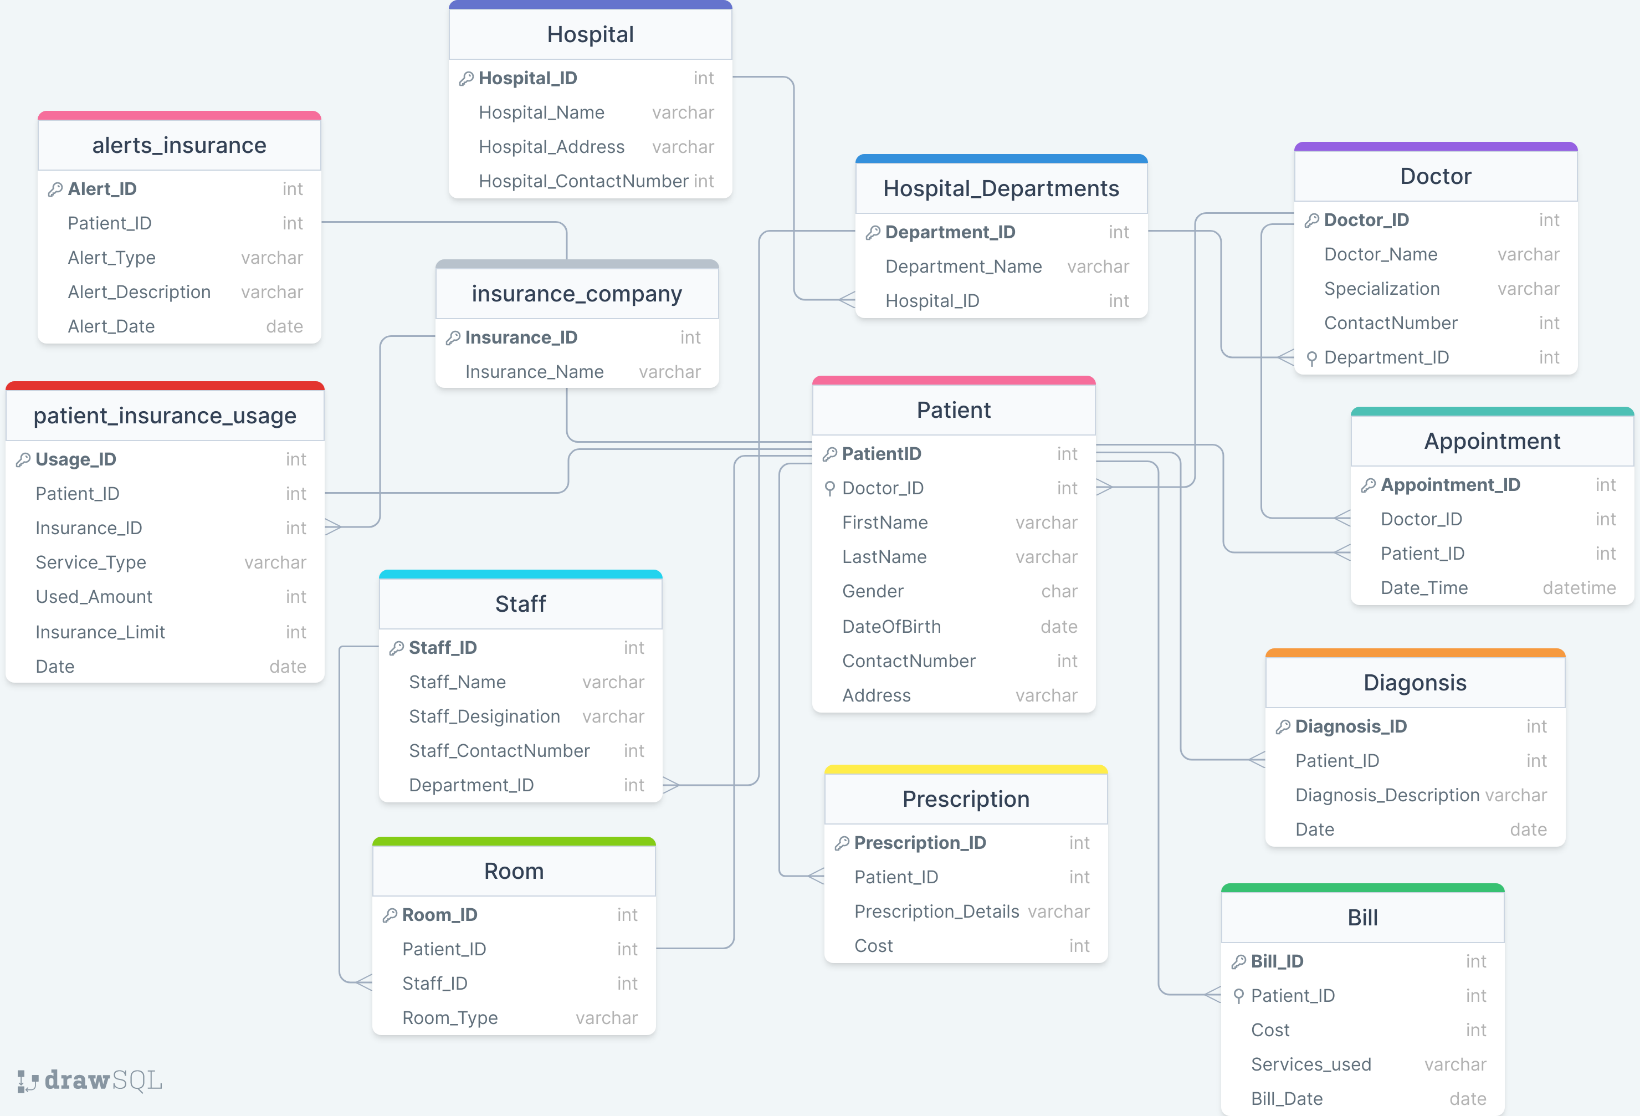 Hospital
Hospital_ID int
Hospital_Name varchar
Hospital_Address varchar
Hospital_ContactNumber int
alerts_insurance
Alert_ID int
Patient_ID int
Alert_Type varchar
Alert_Description varchar
Alert_Date date
Hospital_Departments
Department_ID int
Department_Name varchar
Hospital_ID int
Doctor
Doctor_ID int
Doctor_Name varchar
Specialization varchar
ContactNumber int
Department_ID int
insurance_company
Insurance_ID int
Insurance_Name varchar
patient_insurance_usage
Usage_ID int
Patient_ID int
Insurance_ID int
Service_Type varchar
Used_Amount int
Insurance_Limit int
Date date
Patient
PatientID int
Doctor_ID int
FirstName varchar
LastName varchar
Gender char
DateOfBirth date
ContactNumber int
Address varchar
Appointment
Appointment_ID int
Doctor_ID int
Patient_ID int
Date_Time datetime
Staff
Staff_ID int
Staff_Name varchar
Staff_Desigination varchar
Staff_ContactNumber int
Department_ID int
Diagonsis
Diagnosis_ID int
Patient_ID int
Diagnosis_Description varchar
Date date
Prescription
Prescription_ID int
Patient_ID int
Prescription_Details varchar
Cost int
Room
Room_ID int
Patient_ID int
Staff_ID int
Room_Type varchar
Bill
Bill_ID int
Patient_ID int
Cost int
Services_used varchar
Bill_Date date
drawSQL